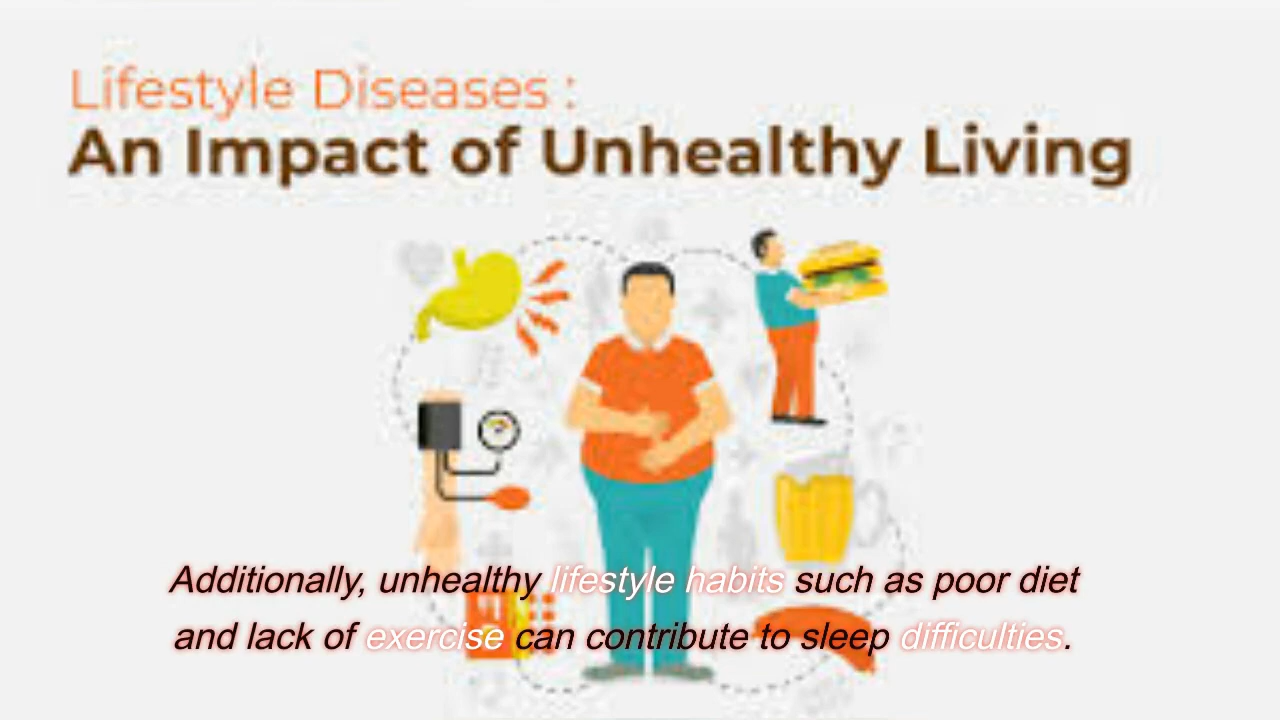 Lifestyle Diseases :
An Impact of Unhealthy Living
Additionally, unhealthy lifestyle habits such as poor diet
and lack of exercise can contribute to sleep difficulties.